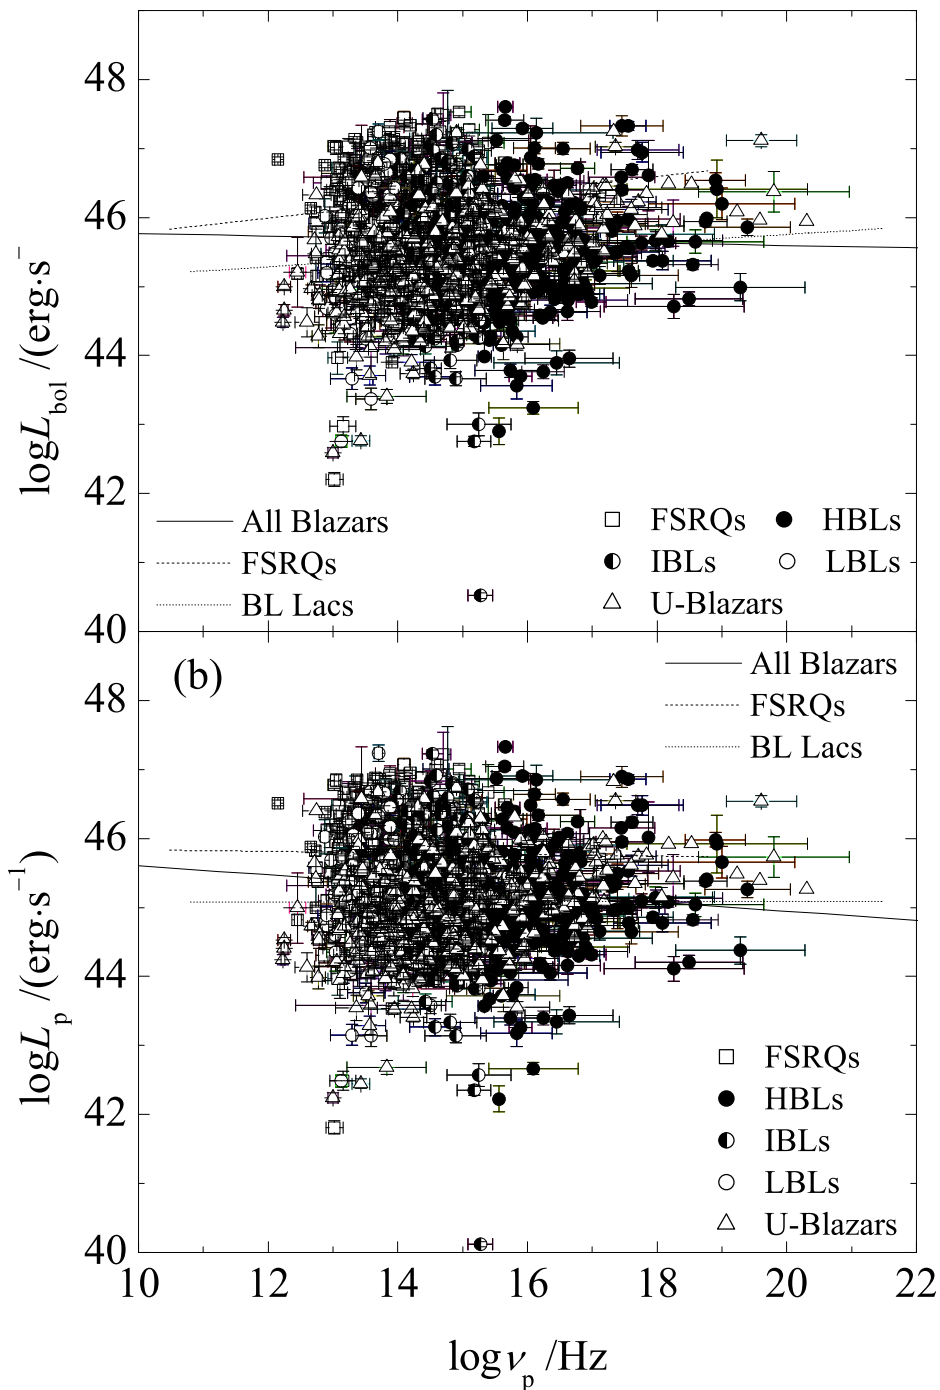 48
46
44
42
40
logL_bol /(erg·s⁻
All Blazars
FSRQs
BL Lacs
FSRQs
HBLs
IBLs
LBLs
U-Blazars
(b)
All Blazars
FSRQs
BL Lacs
48
46
44
42
40
logL_p /(erg·s⁻¹)
FSRQs
HBLs
IBLs
LBLs
U-Blazars
10 12 14 16 18 20 22
logν_p /Hz